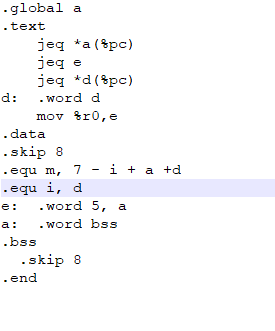 .global a
.text
    jeq *a(%pc)
    jeq e
    jeq *d(%pc)
d:  .word d
    mov %r0,e
.data
.skip 8
.equ m, 7 - i + a +d
.equ i, d
e:  .word 5, a
a:  .word bss
.bss
  .skip 8
.end